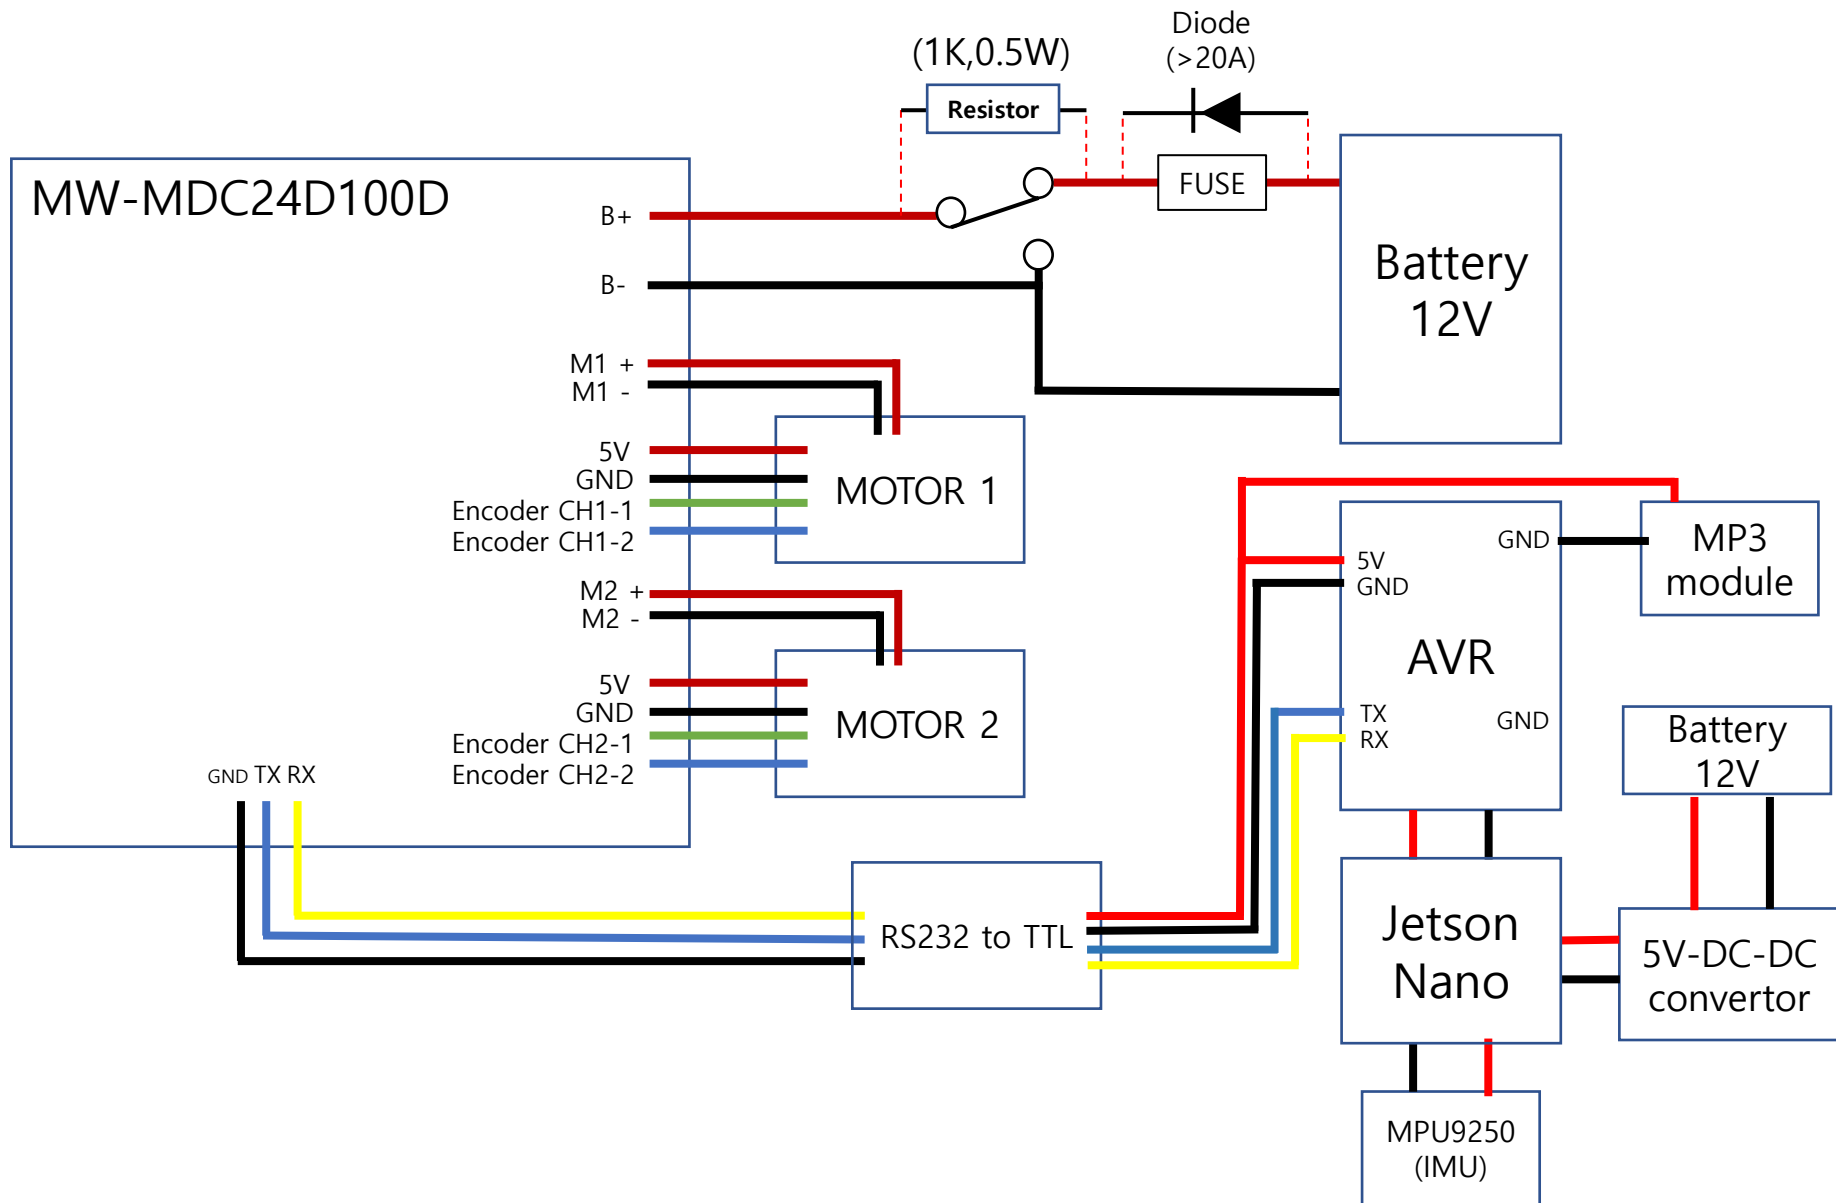 Diode
(>20A)
(1K,0.5W)
Resistor
MW-MDC24D100D
B+
B-
FUSE
Battery
12V
M1 +
M1 -
5V
GND
Encoder CH1-1
Encoder CH1-2
MOTOR 1
M2 +
M2 -
5V
GND
Encoder CH2-1
Encoder CH2-2
MOTOR 2
GND TX RX
RS232 to TTL
5V
GND
GND
AVR
TX
RX
GND
MP3
module
Battery
12V
Jetson
Nano
5V-DC-DC
convertor
MPU9250
(IMU)